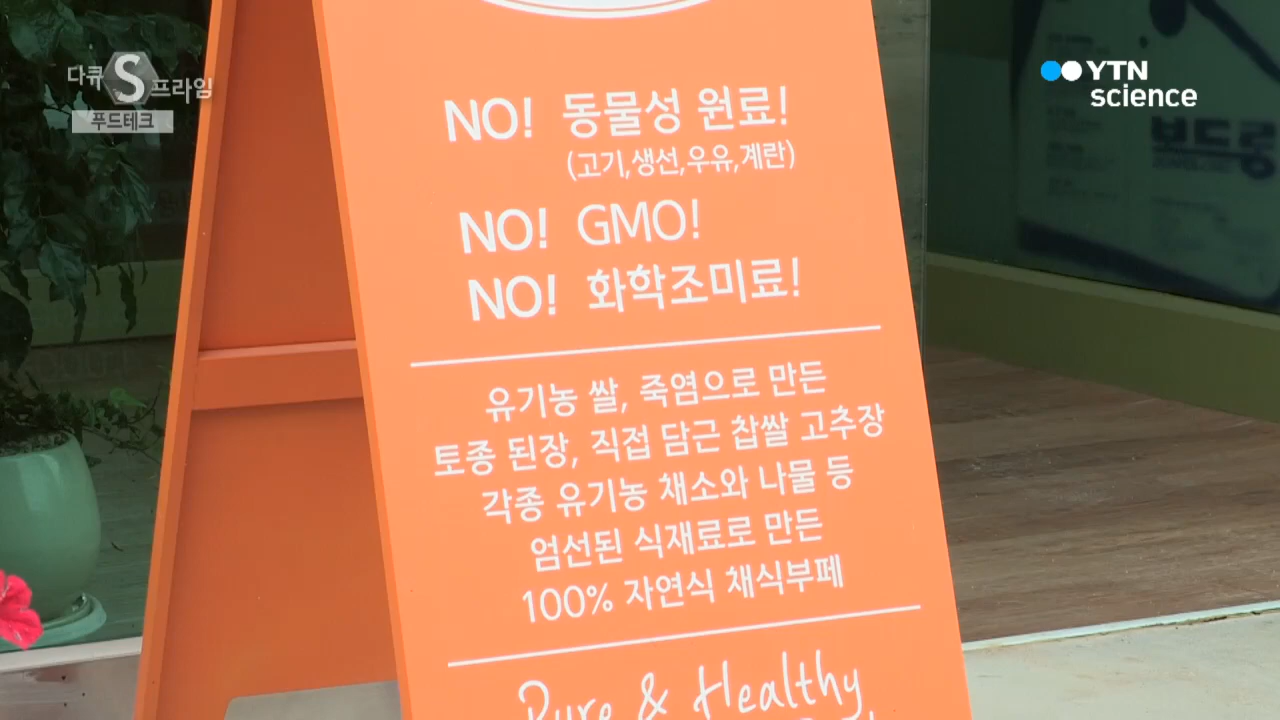 다큐 S 프라임
푸드테크
YTN
science
NO! 동물성 원료!
(고기,생선,우유,계란)
NO! GMO!
NO! 화학조미료!
유기농 쌀, 죽염으로 만든
토종 된장, 직접 담근 찹쌀 고추장
각종 유기농 채소와 나물 등
엄선된 식재료로 만든
100% 자연식 채식부페
Pure & Healthy